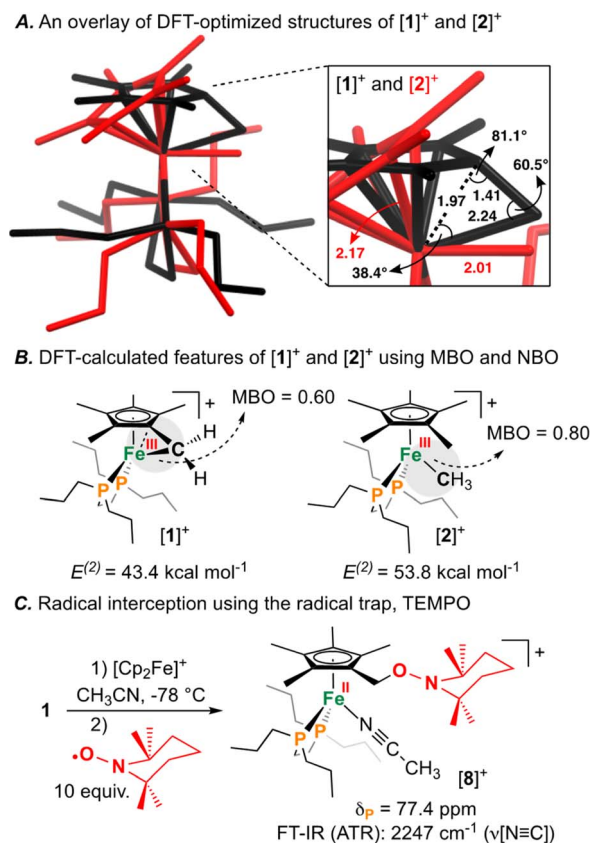 A. An overlay of DFT-optimized structures of [1]⁺ and [2]⁺
[1]⁺ and [2]⁺
81.1°
60.5°
1.97
1.41
2.24
2.17
38.4°
2.01
B. DFT-calculated features of [1]⁺ and [2]⁺ using MBO and NBO
+
MBO = 0.60
H
III
Fe
C
H
P
P
[1]⁺
E⁽²⁾ = 43.4 kcal mol⁻¹
+
MBO = 0.80
III
Fe
CH₃
P
P
[2]⁺
E⁽²⁾ = 53.8 kcal mol⁻¹
C. Radical interception using the radical trap, TEMPO
1
1) [Cp₂Fe]⁺
CH₃CN, -78 °C
2)
•O
N
10 equiv.
+
O
N
II
Fe
P
P
N≡C
CH₃
[8]⁺
δP = 77.4 ppm
FT-IR (ATR): 2247 cm⁻¹ (ν[N≡C])